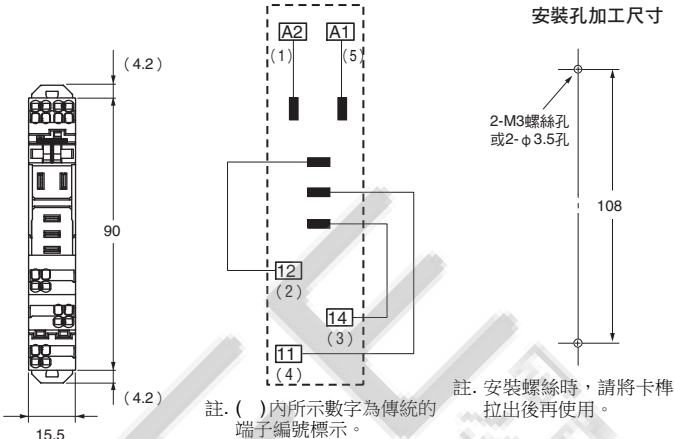 (4.2)
90
(4.2)
15.5
A2
A1
(1)
(5)
12
(2)
14
(3)
11
(4)
註. ( )內所示數字為傳統的
端子編號標示。
安裝孔加工尺寸
2-M3螺絲孔
或2-φ3.5孔
108
註. 安裝螺絲時，請將卡榫
拉出後再使用。